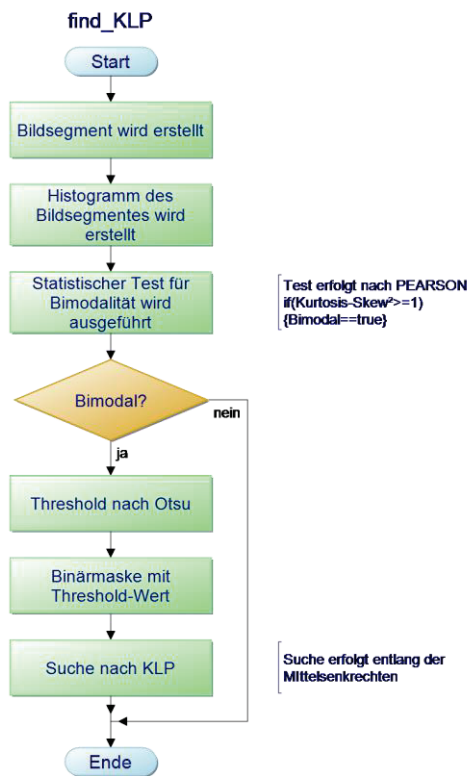 find_KLP
Start
Bildsegment wird erstellt
Histogramm des
Bildsegmentes wird
erstellt
Statistischer Test für
Bimodalität wird
ausgeführt
Test erfolgt nach PEARSON
if(Kurtosis-Skew²>=1)
{Bimodal==true}
Bimodal?
nein
ja
Threshold nach Otsu
Binärmaske mit
Threshold-Wert
Suche nach KLP
Suche erfolgt entlang der
MIttelsenkrechten
Ende